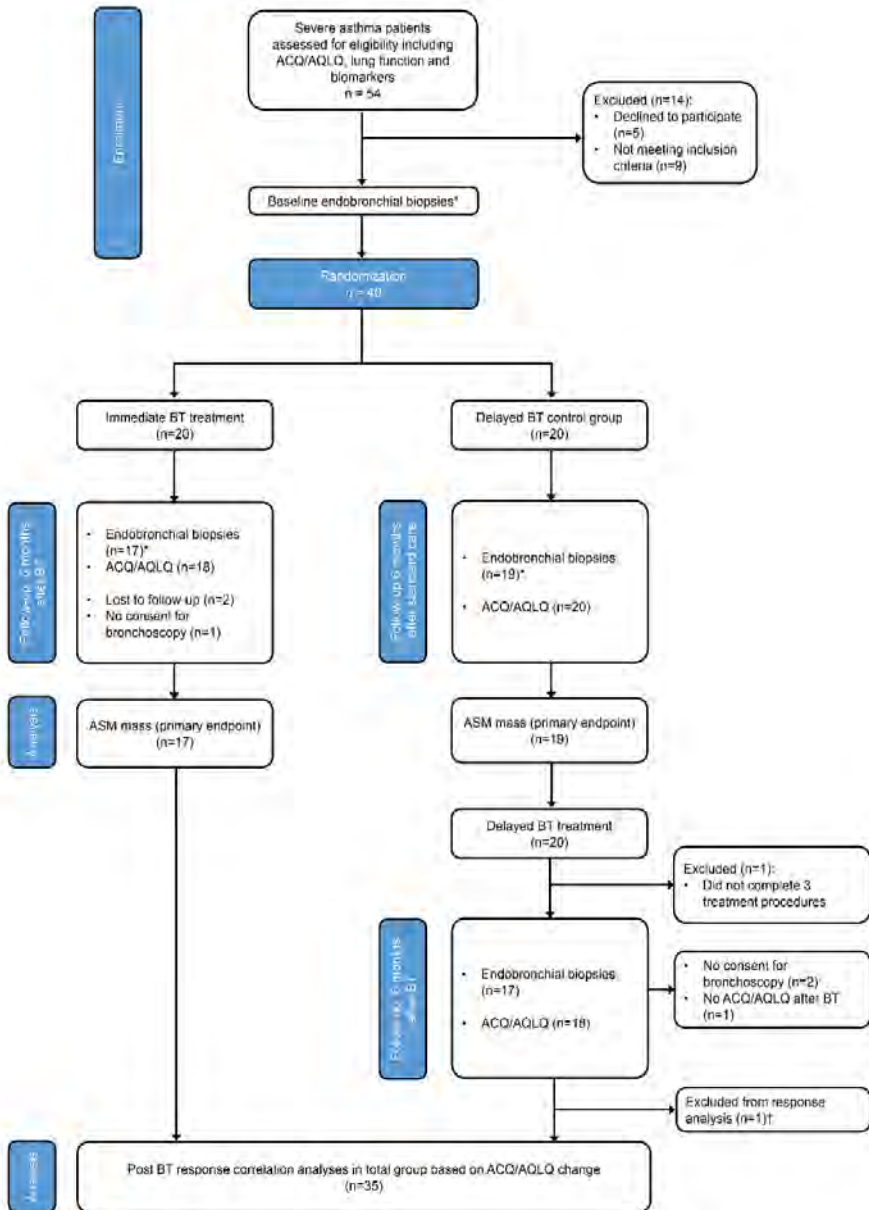 Enrolment
Severe asthma patients
assessed for eligibility including
ACQ/AQLQ, lung function and
biomarkers
n = 54
Excluded (n=14):
• Declined to participate
(n=5)
• Not meeting inclusion
criteria (n=9)
Baseline endobronchial biopsies*
Randomization
n = 40
Immediate BT treatment
(n=20)
Delayed BT control group
(n=20)
Follow-up 6 months
after BT
• Endobronchial biopsies
(n=17)*
• ACQ/AQLQ (n=18)
• Lost to follow-up (n=2)
• No consent for
bronchoscopy (n=1)
Follow-up 6 months
after standard care
• Endobronchial biopsies
(n=19)*
• ACQ/AQLQ (n=20)
Analysis
ASM mass (primary endpoint)
(n=17)
ASM mass (primary endpoint)
(n=19)
Delayed BT treatment
(n=20)
Excluded (n=1):
• Did not complete 3
treatment procedures
Follow-up 6 months
after BT
• Endobronchial biopsies
(n=17)
• ACQ/AQLQ (n=18)
• No consent for
bronchoscopy (n=2)
• No ACQ/AQLQ after BT
(n=1)
Excluded from response
analysis (n=1)†
Analysis
Post BT response correlation analyses in total group based on ACQ/AQLQ change
(n=35)